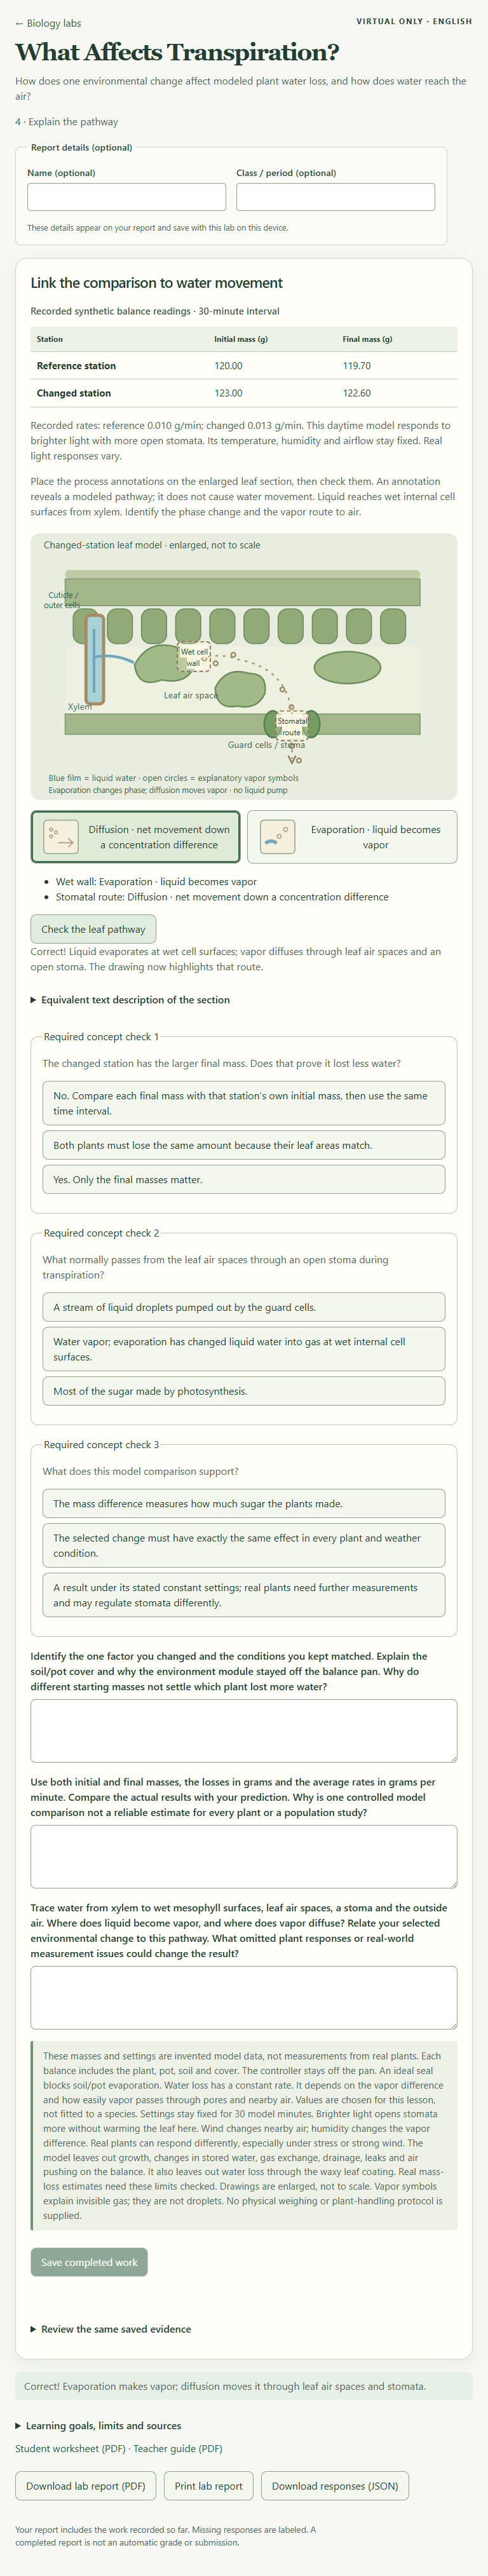 ← Biology labs
VIRTUAL ONLY · ENGLISH
What Affects Transpiration?
How does one environmental change affect modeled plant water loss, and how does water reach the
air?
4 · Explain the pathway
Report details (optional)
Name (optional)
Class / period (optional)
These details appear on your report and save with this lab on this device.
Link the comparison to water movement
Recorded synthetic balance readings · 30-minute interval
Station Initial mass (g) Final mass (g)
Reference station 120.00 119.70
Changed station 123.00 122.60
Recorded rates: reference 0.010 g/min; changed 0.013 g/min. This daytime model responds to
brighter light with more open stomata. Its temperature, humidity and airflow stay fixed. Real
light responses vary.
Place the process annotations on the enlarged leaf section, then check them. An annotation
reveals a modeled pathway; it does not cause water movement. Liquid reaches wet internal cell
surfaces from xylem. Identify the phase change and the vapor route to air.
Changed-station leaf model · enlarged, not to scale
Cuticle /
outer cells
Wet cell
wall
Leaf air space
Xylem
Stomatal
route
Guard cells / stoma
Blue film = liquid water · open circles = explanatory vapor symbols
Evaporation changes phase; diffusion moves vapor · no liquid pump
Diffusion · net movement down
a concentration difference
Evaporation · liquid becomes
vapor
• Wet wall: Evaporation · liquid becomes vapor
• Stomatal route: Diffusion · net movement down a concentration difference
Check the leaf pathway
Correct! Liquid evaporates at wet cell surfaces; vapor diffuses through leaf air spaces and an
open stoma. The drawing now highlights that route.
▶ Equivalent text description of the section
Required concept check 1
The changed station has the larger final mass. Does that prove it lost less water?
No. Compare each final mass with that station's own initial mass, then use the same
time interval.
Both plants must lose the same amount because their leaf areas match.
Yes. Only the final masses matter.
Required concept check 2
What normally passes from the leaf air spaces through an open stoma during
transpiration?
A stream of liquid droplets pumped out by the guard cells.
Water vapor; evaporation has changed liquid water into gas at wet internal cell
surfaces.
Most of the sugar made by photosynthesis.
Required concept check 3
What does this model comparison support?
The mass difference measures how much sugar the plants made.
The selected change must have exactly the same effect in every plant and weather
condition.
A result under its stated constant settings; real plants need further measurements
and may regulate stomata differently.
Identify the one factor you changed and the conditions you kept matched. Explain the
soil/pot cover and why the environment module stayed off the balance pan. Why do
different starting masses not settle which plant lost more water?
Use both initial and final masses, the losses in grams and the average rates in grams per
minute. Compare the actual results with your prediction. Why is one controlled model
comparison not a reliable estimate for every plant or a population study?
Trace water from xylem to wet mesophyll surfaces, leaf air spaces, a stoma and the outside
air. Where does liquid become vapor, and where does vapor diffuse? Relate your selected
environmental change to this pathway. What omitted plant responses or real-world
measurement issues could change the result?
These masses and settings are invented model data, not measurements from real plants. Each
balance includes the plant, pot, soil and cover. The controller stays off the pan. An ideal seal
blocks soil/pot evaporation. Water loss has a constant rate. It depends on the vapor difference
and how easily vapor passes through pores and nearby air. Values are chosen for this lesson,
not fitted to a species. Settings stay fixed for 30 model minutes. Brighter light opens stomata
more without warming the leaf here. Wind changes nearby air; humidity changes the vapor
difference. Real plants can respond differently, especially under stress or strong wind. The
model leaves out growth, changes in stored water, gas exchange, drainage, leaks and air
pushing on the balance. It also leaves out water loss through the waxy leaf coating. Real mass-
loss estimates need these limits checked. Drawings are enlarged, not to scale. Vapor symbols
explain invisible gas; they are not droplets. No physical weighing or plant-handling protocol is
supplied.
Save completed work
▶ Review the same saved evidence
Correct! Evaporation makes vapor; diffusion moves it through leaf air spaces and stomata.
▶ Learning goals, limits and sources
Student worksheet (PDF) · Teacher guide (PDF)
Download lab report (PDF)
Print lab report
Download responses (JSON)
Your report includes the work recorded so far. Missing responses are labeled. A
completed report is not an automatic grade or submission.